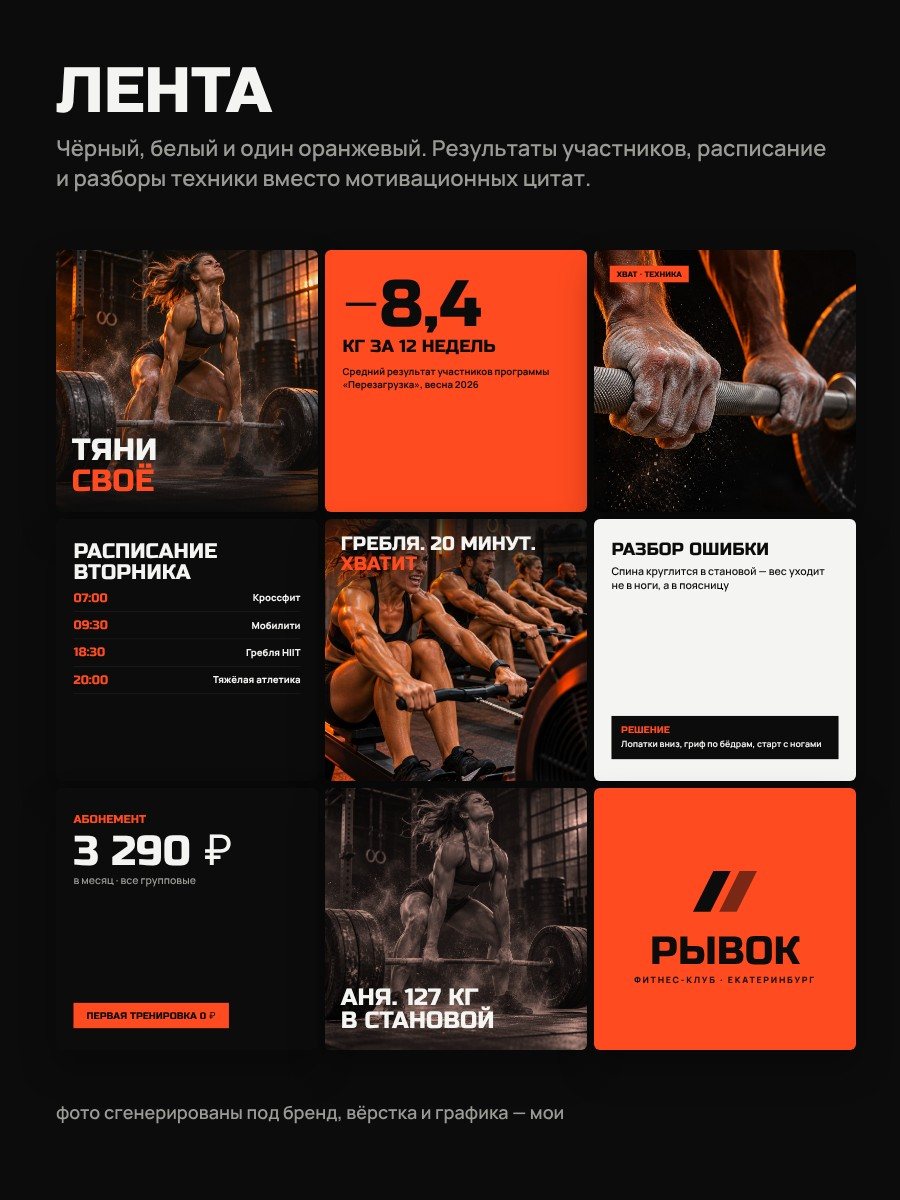 ЛЕНТА
Чёрный, белый и один оранжевый. Результаты участников, расписание
и разборы техники вместо мотивационных цитат.
ТЯНИ
СВОЁ
—8,4
КГ ЗА 12 НЕДЕЛЬ
Средний результат участников программы
«Перезагрузка», весна 2026
ХВАТ · ТЕХНИКА
РАСПИСАНИЕ
ВТОРНИКА
07:00 Кроссфит
09:30 Мобилити
18:30 Гребля HIIT
20:00 Тяжёлая атлетика
ГРЕБЛЯ. 20 МИНУТ.
ХВАТИТ
РАЗБОР ОШИБКИ
Спина круглится в становой — вес уходит
не в ноги, а в поясницу
РЕШЕНИЕ
Лопатки вниз, гриф по бёдрам, старт с ногами
АБОНЕМЕНТ
3 290 ₽
в месяц · все групповые
ПЕРВАЯ ТРЕНИРОВКА 0 ₽
АНЯ. 127 КГ
В СТАНОВОЙ
РЫВОК
ФИТНЕС-КЛУБ · ЕКАТЕРИНБУРГ
фото сгенерированы под бренд, вёрстка и графика — мои